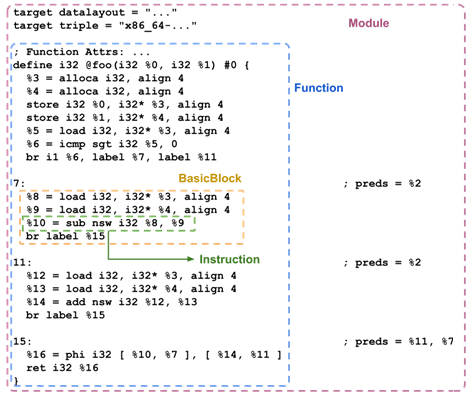 target datalayout = "..."
target triple = "x86_64-..."
Module
; Function Attrs: ...
define i32 @foo(i32 %0, i32 %1) #0 {
%3 = alloca i32, align 4
Function
%4 = alloca i32, align 4
store i32 %0, i32* %3, align 4
store i32 %1, i32* %4, align 4
%5 = load i32, i32* %3, align 4
%6 = icmp sgt i32 %5, 0
br i1 %6, label %7, label %11
BasicBlock
7: ; preds = %2
%8 = load i32, i32* %3, align 4
%9 = load i32, i32* %4, align 4
%10 = sub nsw i32 %8, %9
br label %15
Instruction
11: ; preds = %2
%12 = load i32, i32* %3, align 4
%13 = load i32, i32* %4, align 4
%14 = add nsw i32 %12, %13
br label %15
15: ; preds = %11, %7
%16 = phi i32 [ %10, %7 ], [ %14, %11 ]
ret i32 %16
}